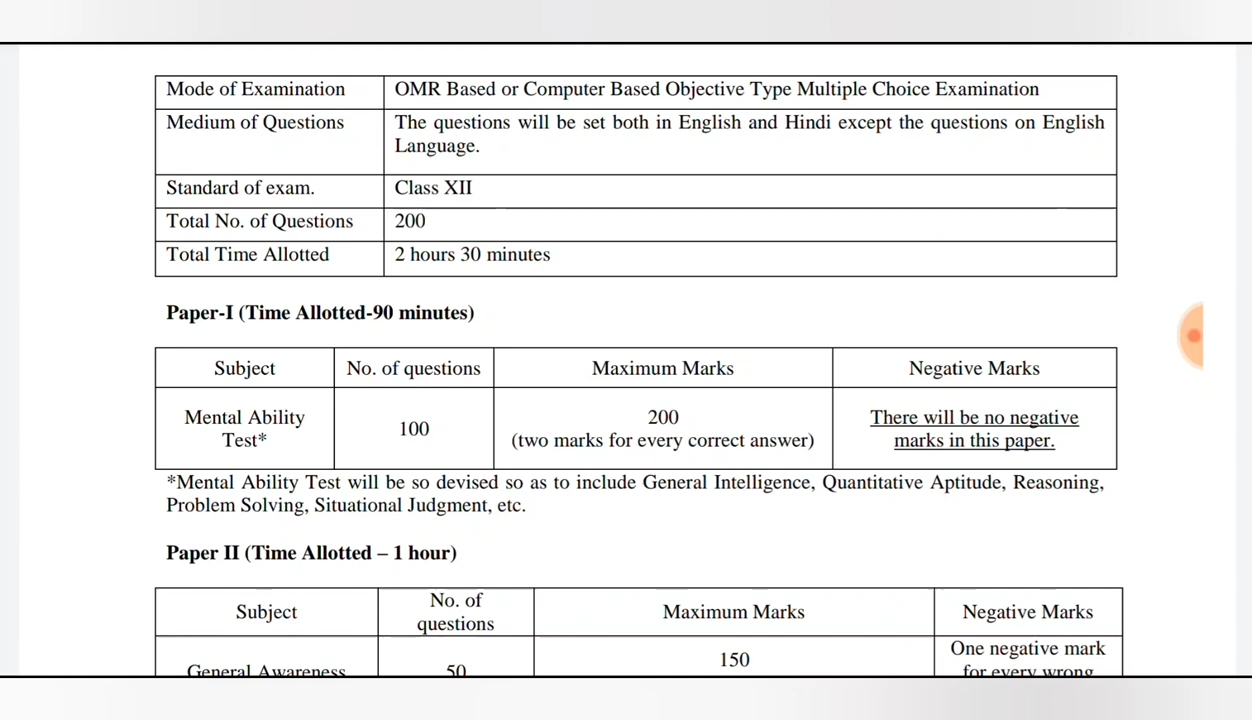 Mode of Examination OMR Based or Computer Based Objective Type Multiple Choice Examination
Medium of Questions The questions will be set both in English and Hindi except the questions on English
Language.
Standard of exam. Class XII
Total No. of Questions 200
Total Time Allotted 2 hours 30 minutes
Paper-I (Time Allotted-90 minutes)
Subject No. of questions Maximum Marks Negative Marks
Mental Ability
Test*
100
200
(two marks for every correct answer)
There will be no negative
marks in this paper.
*Mental Ability Test will be so devised so as to include General Intelligence, Quantitative Aptitude, Reasoning,
Problem Solving, Situational Judgment, etc.
Paper II (Time Allotted – 1 hour)
Subject
No. of
questions
Maximum Marks
Negative Marks
General Awareness
50
150
One negative mark
for every wrong